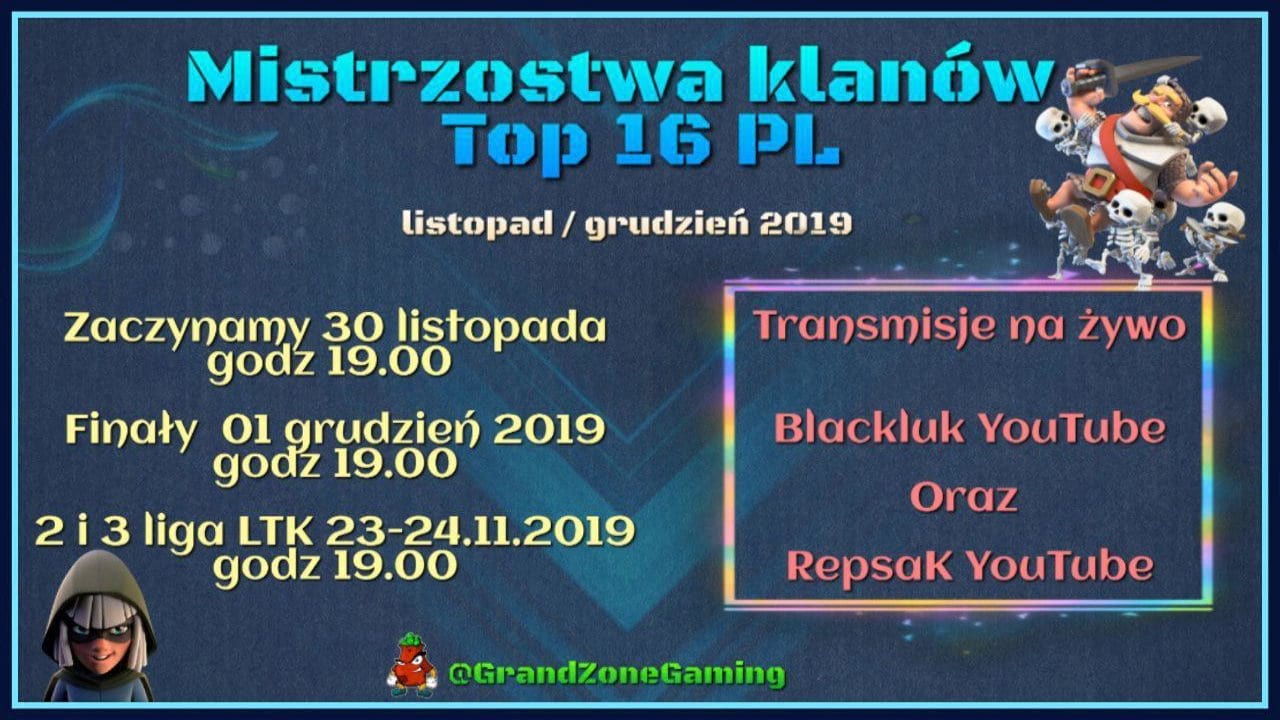 Mistrzostwa klanów
Top 16 PL
listopad / grudzień 2019
Zaczynamy 30 listopada
godz 19.00
Finały 01 grudzień 2019
godz 19.00
2 i 3 liga LTK 23-24.11.2019
godz 19.00
Transmisje na żywo
Blackluk YouTube
Oraz
RepsaK YouTube
@GrandZoneGaming